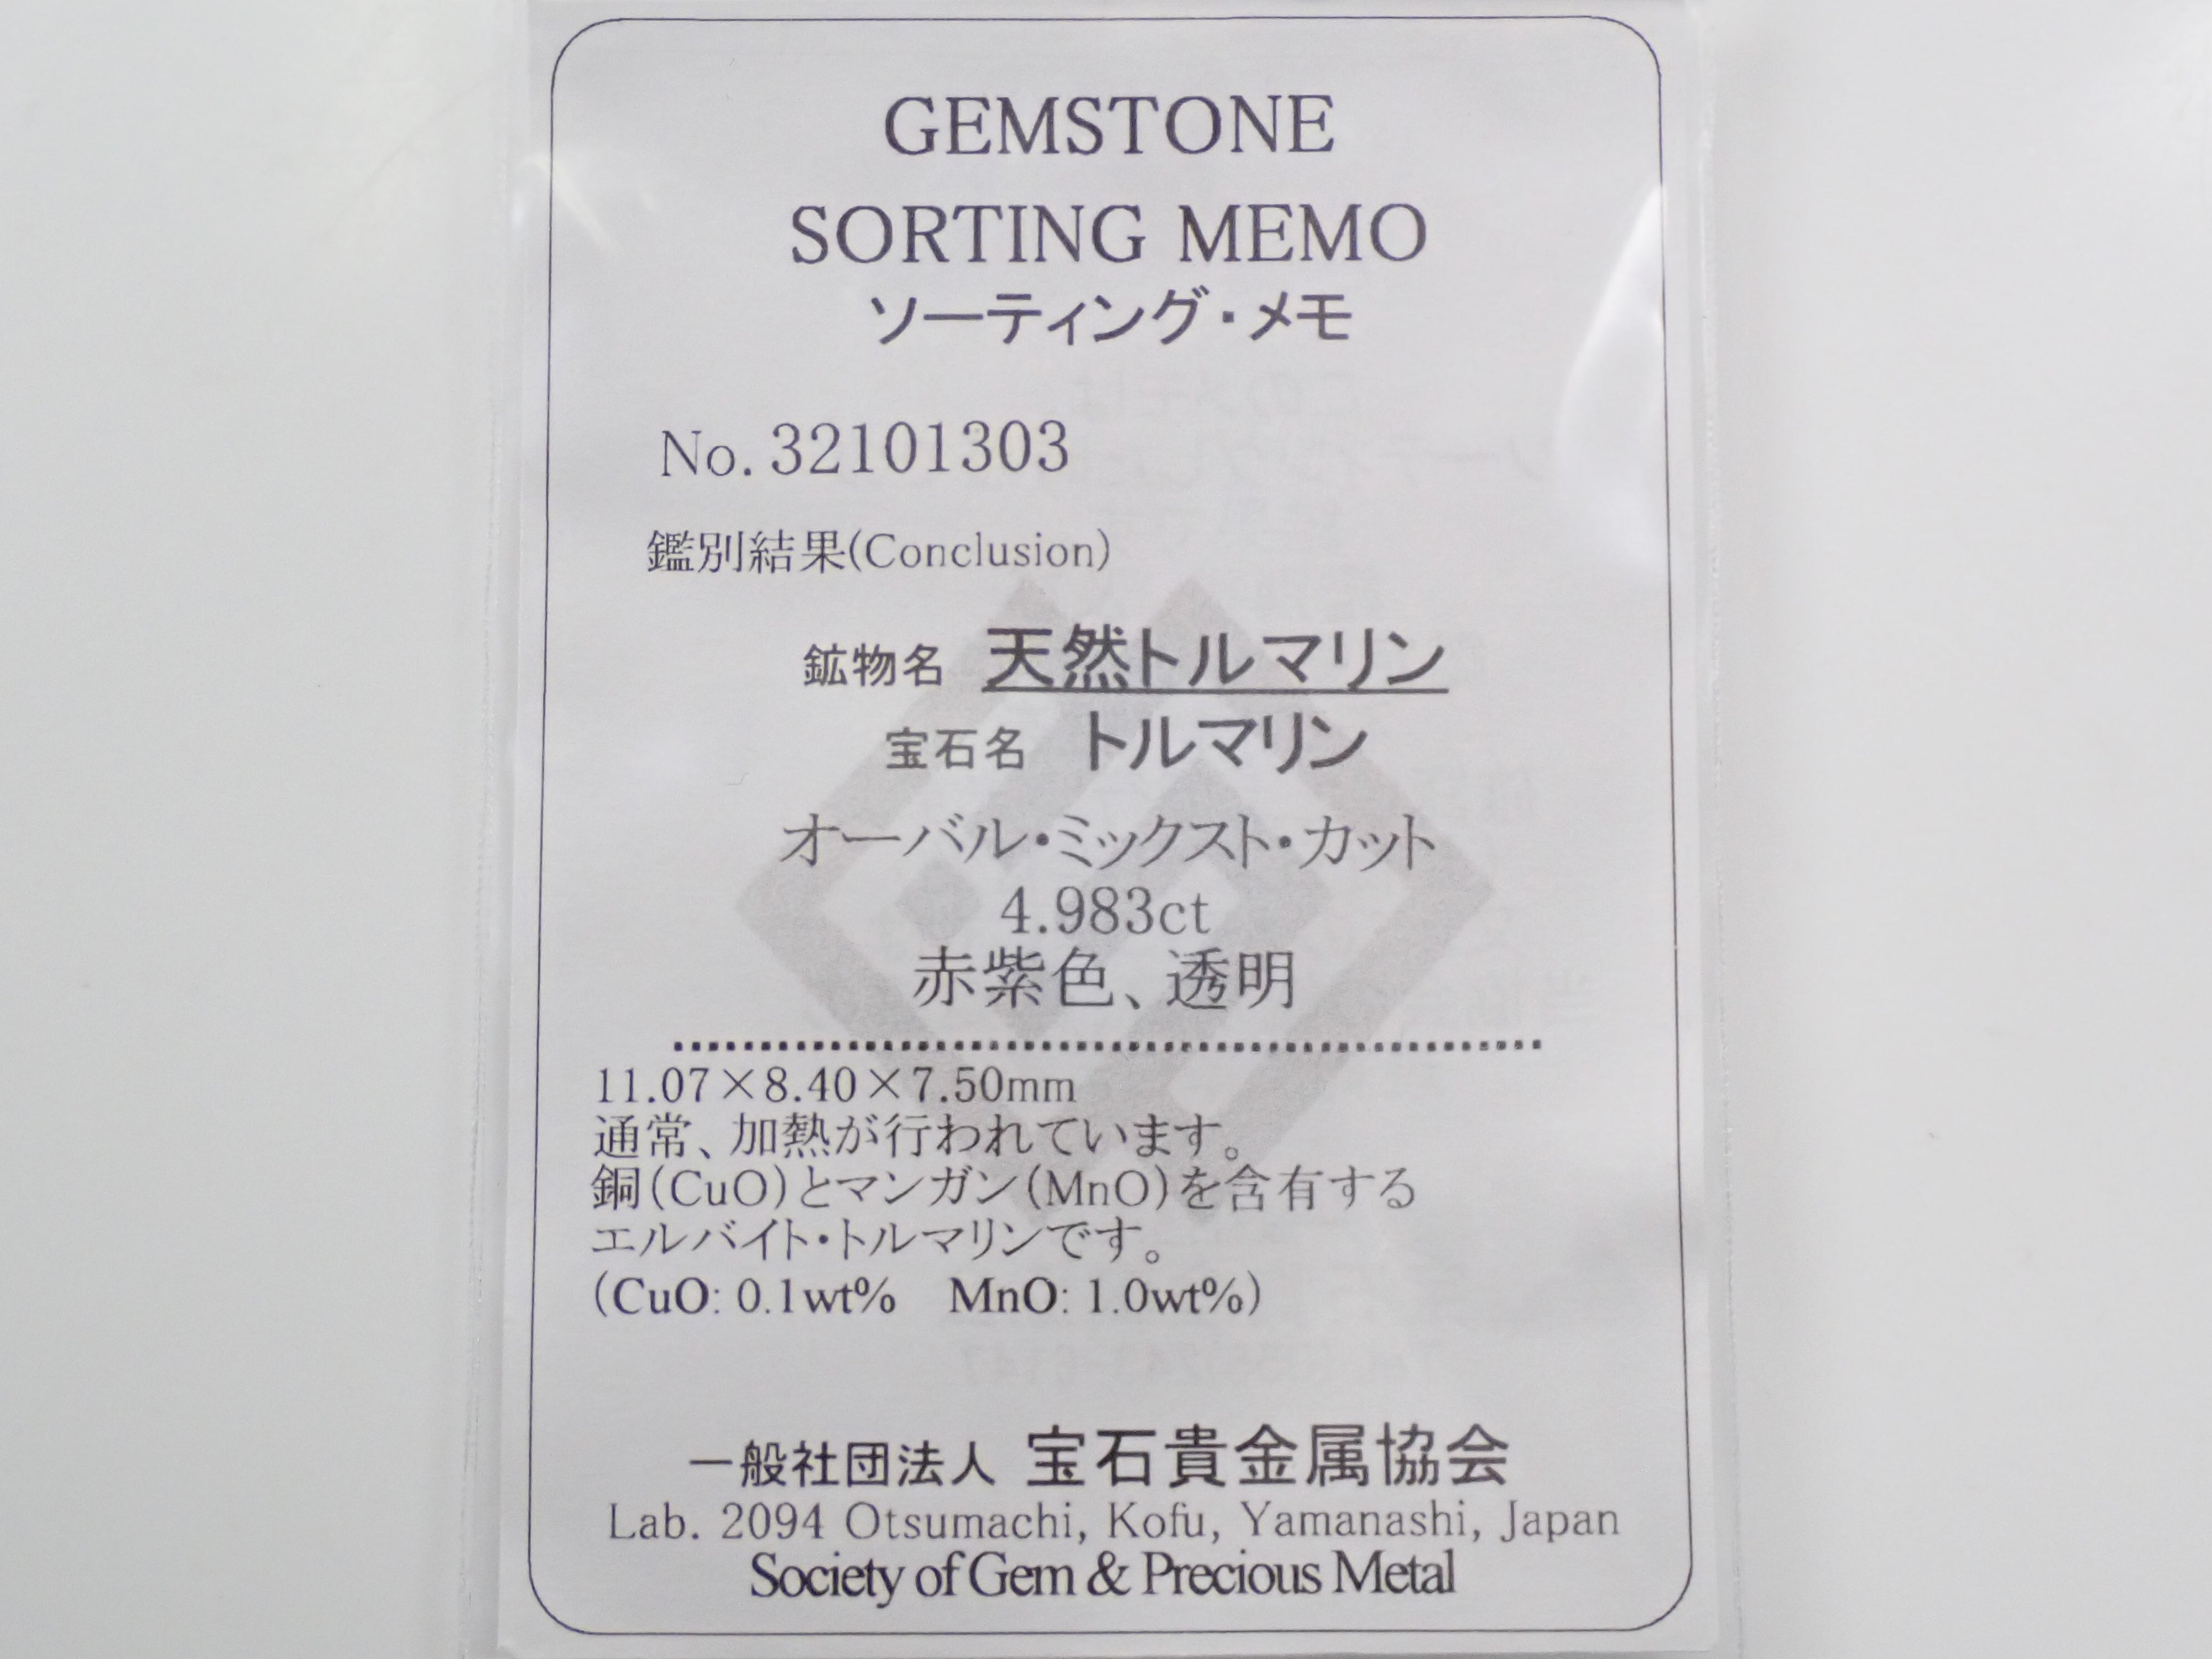 GEMSTONE
SORTING MEMO
ソーティング・メモ
No. 32101303
鑑別結果(Conclusion)
鉱物名 天然トルマリン
宝石名 トルマリン
オーバル・ミックスト・カット
4.983ct
赤紫色、透明
11.07×8.40×7.50mm
通常、加熱が行われています。
銅(CuO)とマンガン(MnO)を含有する
エルバイト・トルマリンです。
(CuO: 0.1wt% MnO: 1.0wt%)
一般社団法人 宝石貴金属協会
Lab. 2094 Otsumachi, Kofu, Yamanashi, Japan
Society of Gem & Precious Metal